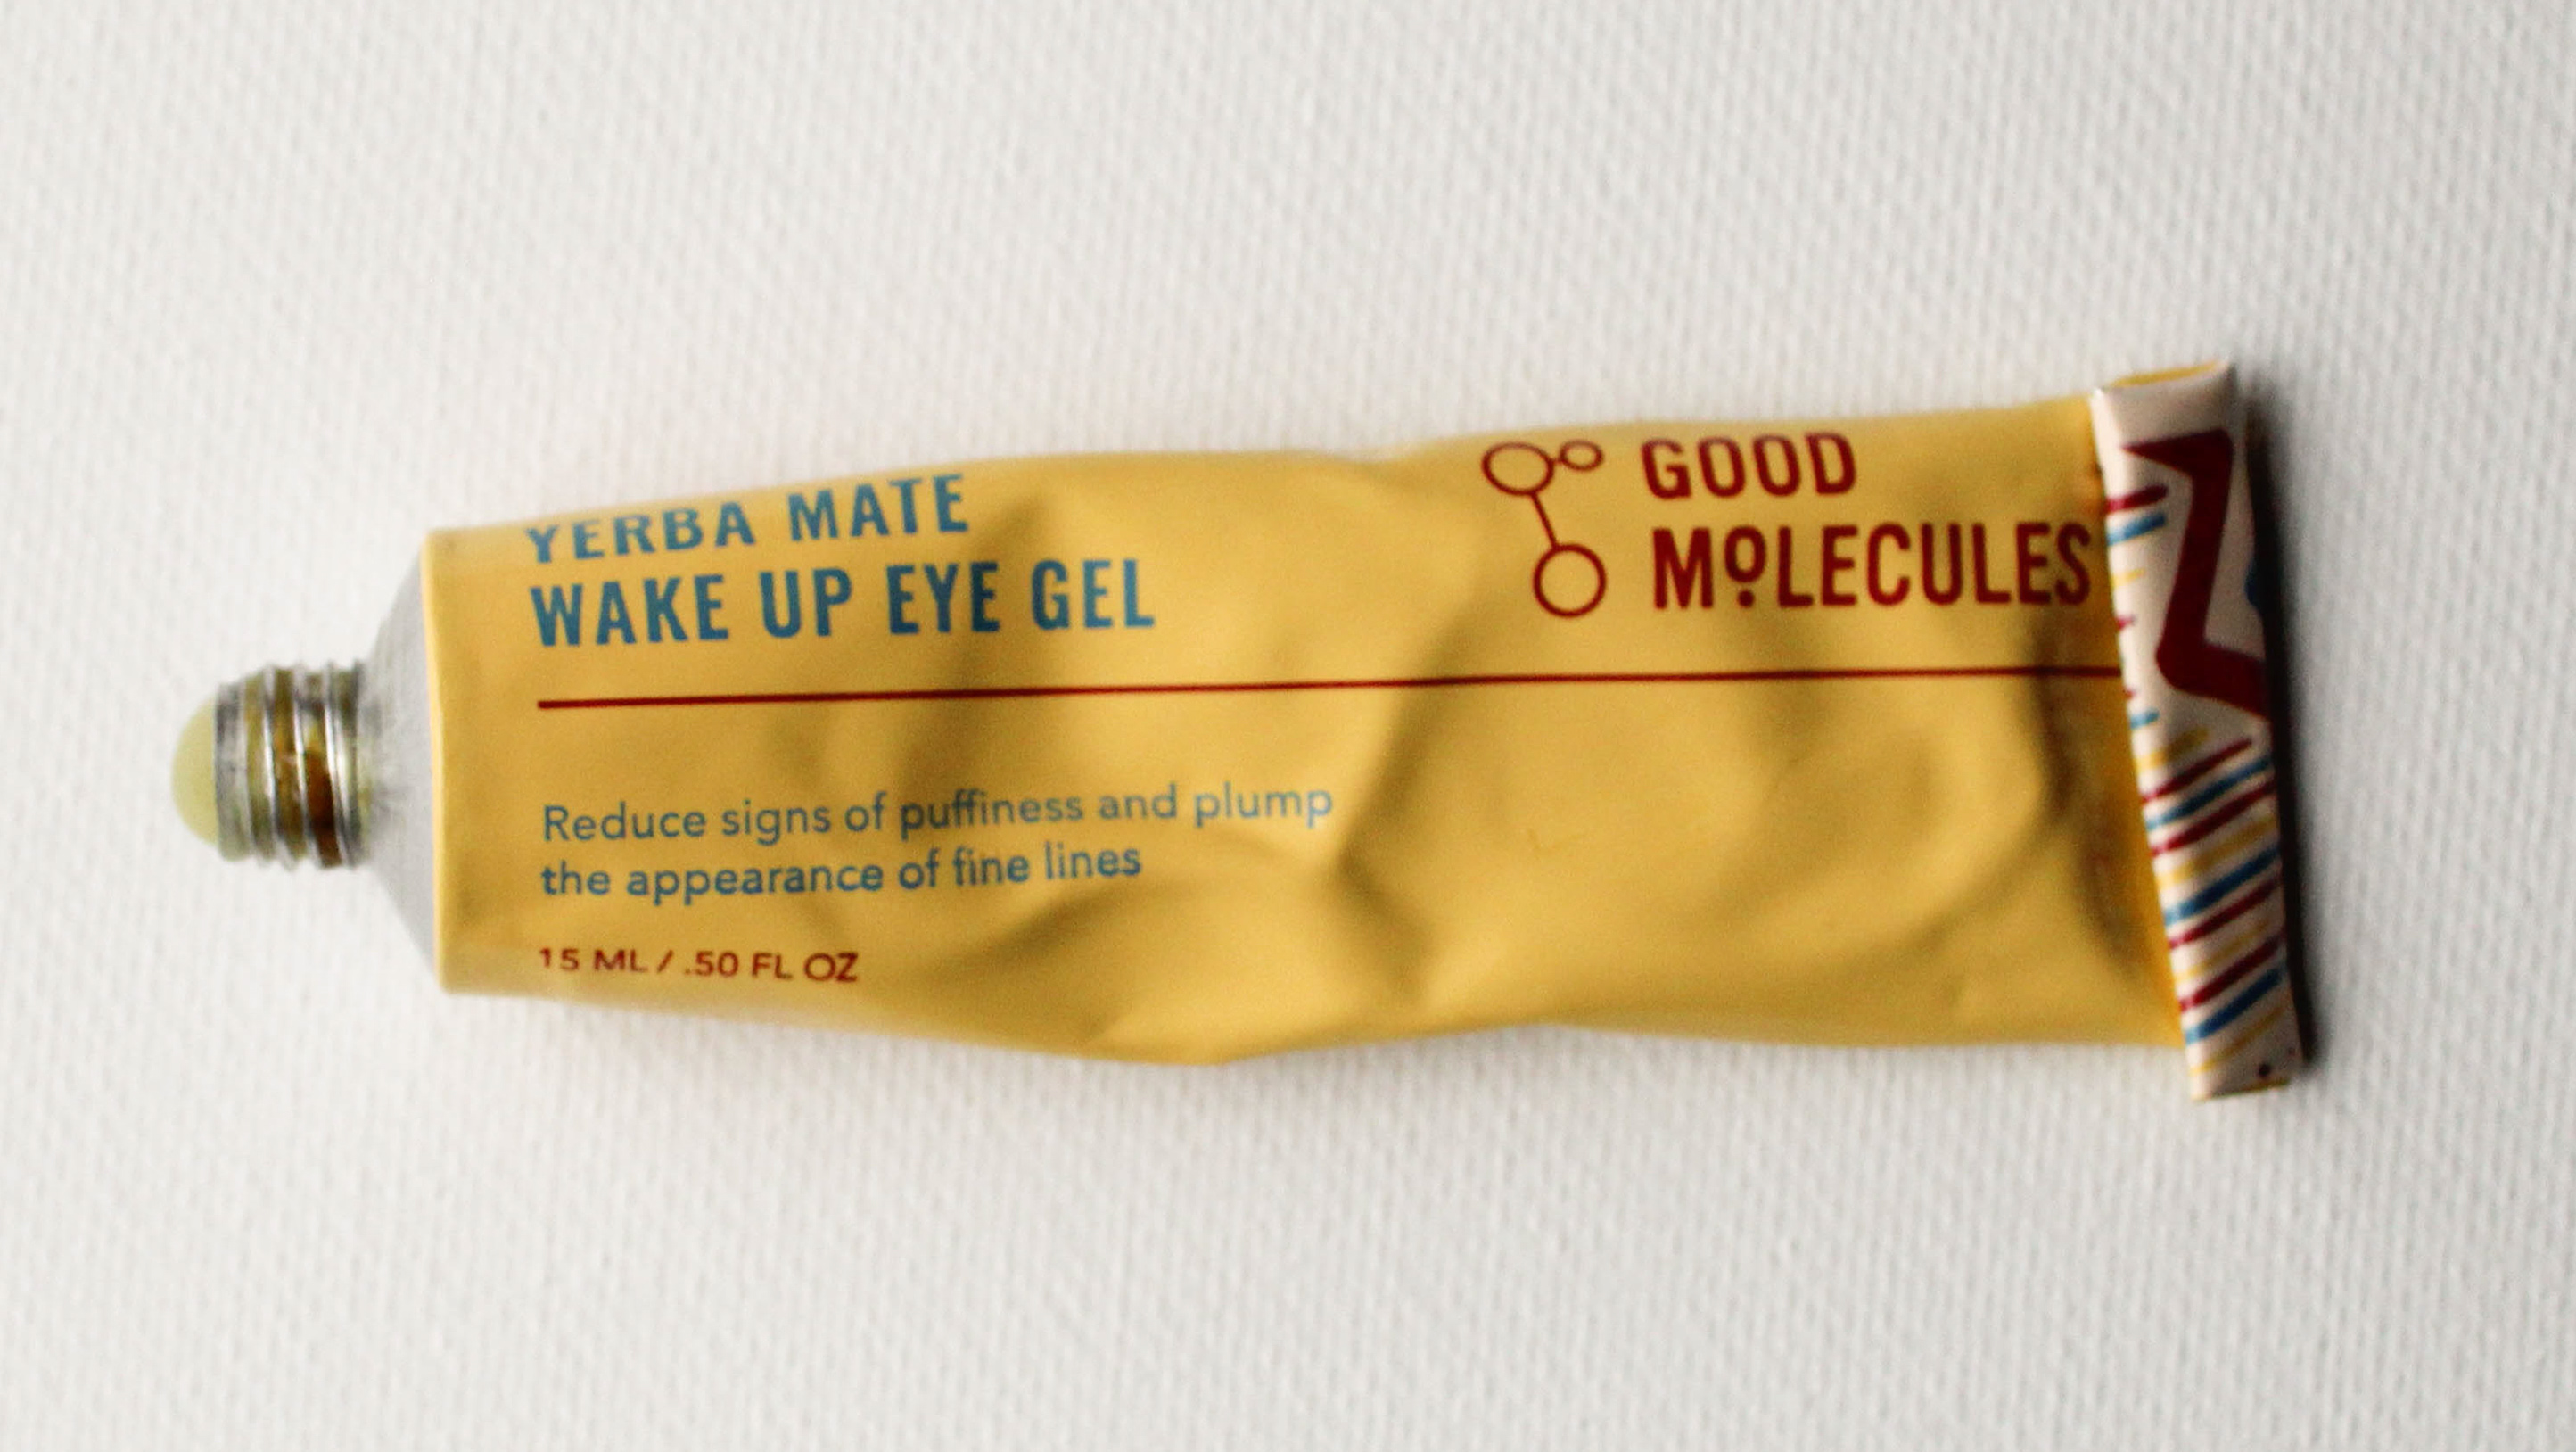 YERBA MATE
WAKE UP EYE GEL
GOOD
MOLECULES
Reduce signs of puffiness and plump
the appearance of fine lines
15 ML / .50 FL OZ